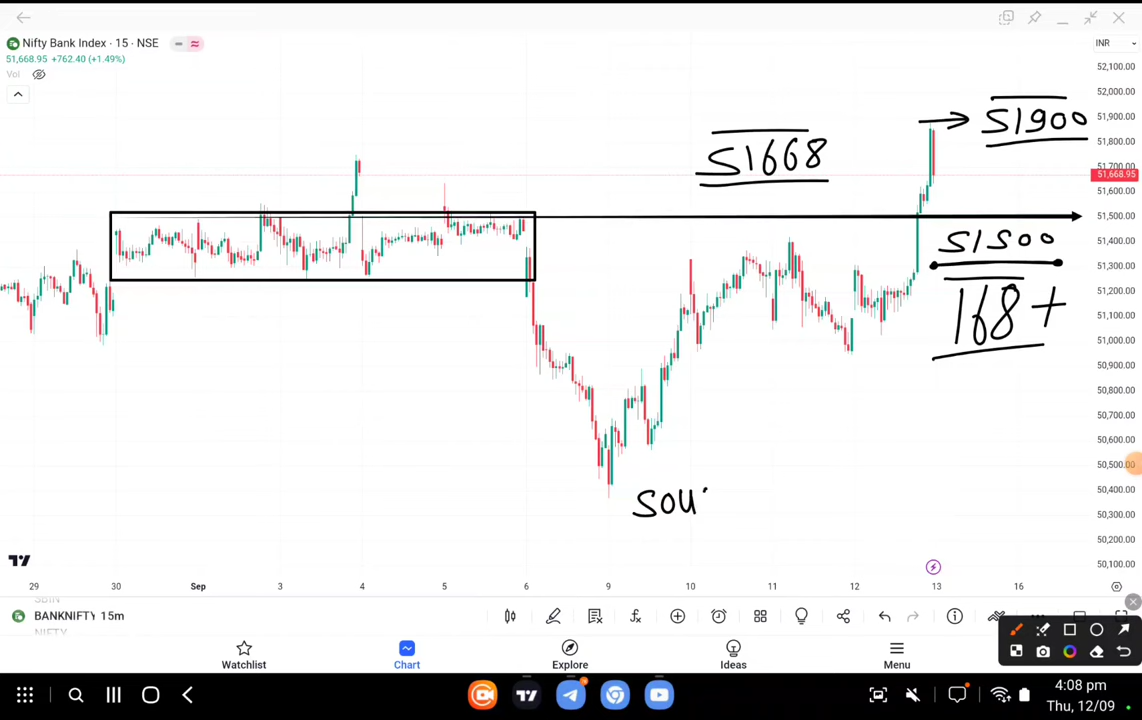 Nifty Bank Index · 15 · NSE
INR
51,668.95 +762.40 (+1.49%)
Vol
52,100.00
52,000.00
51,900.00
51,800.00
51,700.00
51,668.95
51,600.00
51,500.00
51,400.00
51,300.00
51,200.00
51,100.00
51,000.00
50,900.00
50,800.00
50,700.00
50,600.00
50,500.00
50,400.00
50,300.00
50,200.00
50,100.00
51900
51668
51500
168+
SOU
29 30 Sep 3 4 5 6 9 10 11 12 13 16
SBIN
BANKNIFTY 15m
NIFTY
Watchlist Chart Explore Ideas Menu
4:08 pm
Thu, 12/09